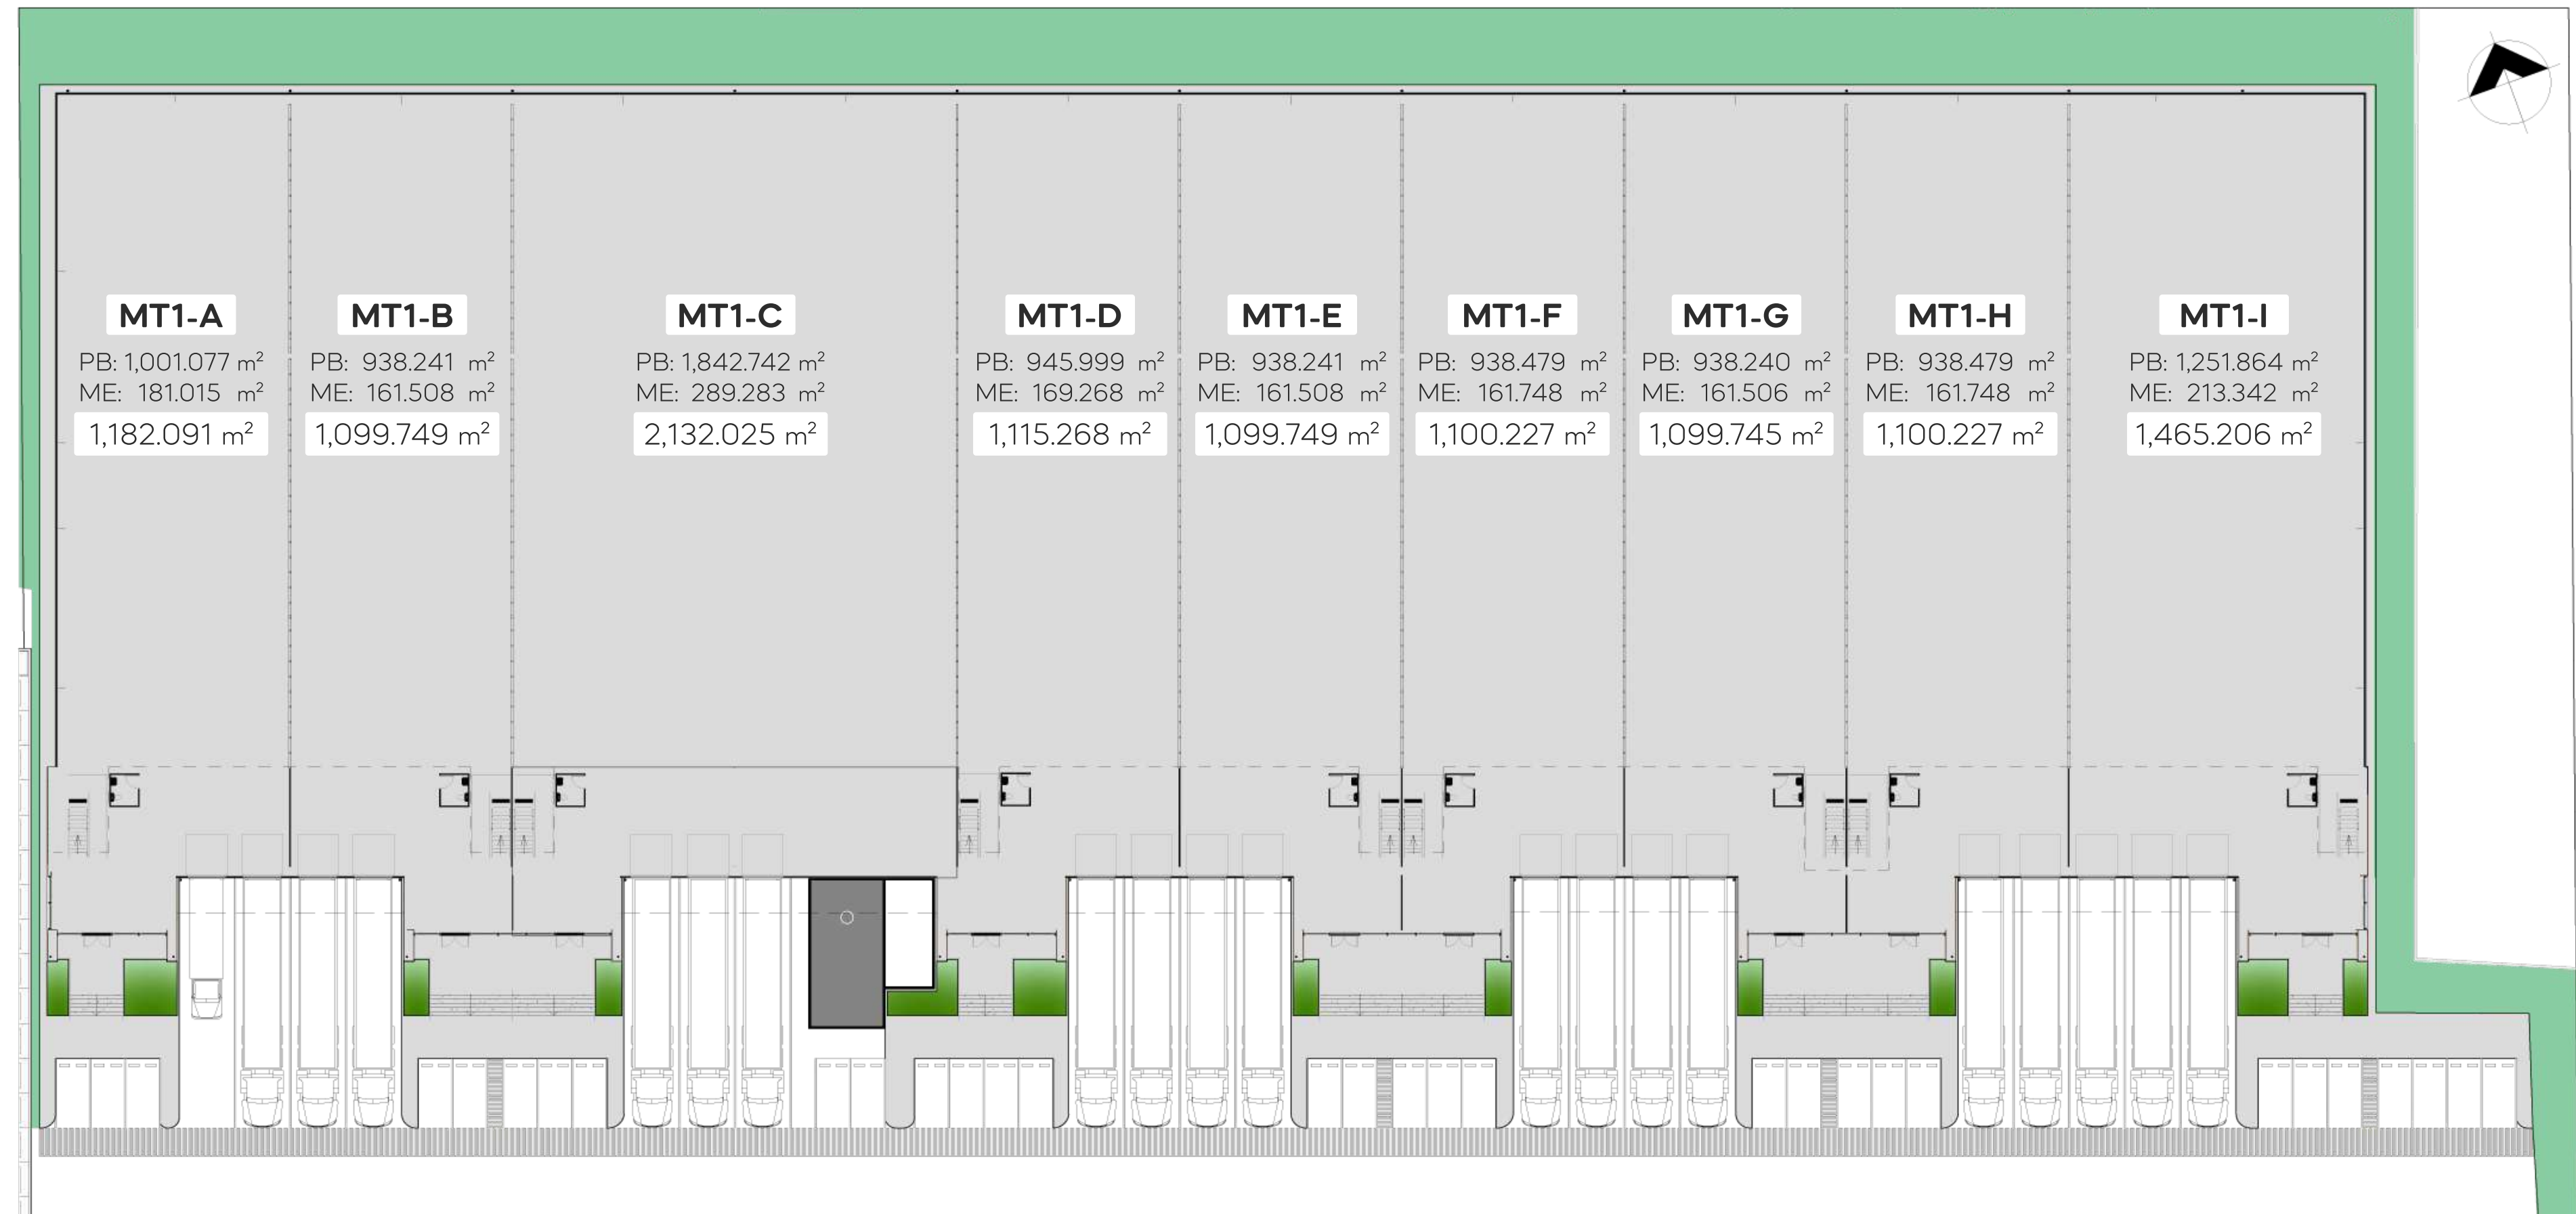 MT1-A
PB: 1,001.077 m²
ME: 181.015 m²
1,182.091 m²
MT1-B
PB: 938.241 m²
ME: 161.508 m²
1,099.749 m²
MT1-C
PB: 1,842.742 m²
ME: 289.283 m²
2,132.025 m²
MT1-D
PB: 945.999 m²
ME: 169.268 m²
1,115.268 m²
MT1-E
PB: 938.241 m²
ME: 161.508 m²
1,099.749 m²
MT1-F
PB: 938.479 m²
ME: 161.748 m²
1,100.227 m²
MT1-G
PB: 938.240 m²
ME: 161.506 m²
1,099.745 m²
MT1-H
PB: 938.479 m²
ME: 161.748 m²
1,100.227 m²
MT1-I
PB: 1,251.864 m²
ME: 213.342 m²
1,465.206 m²